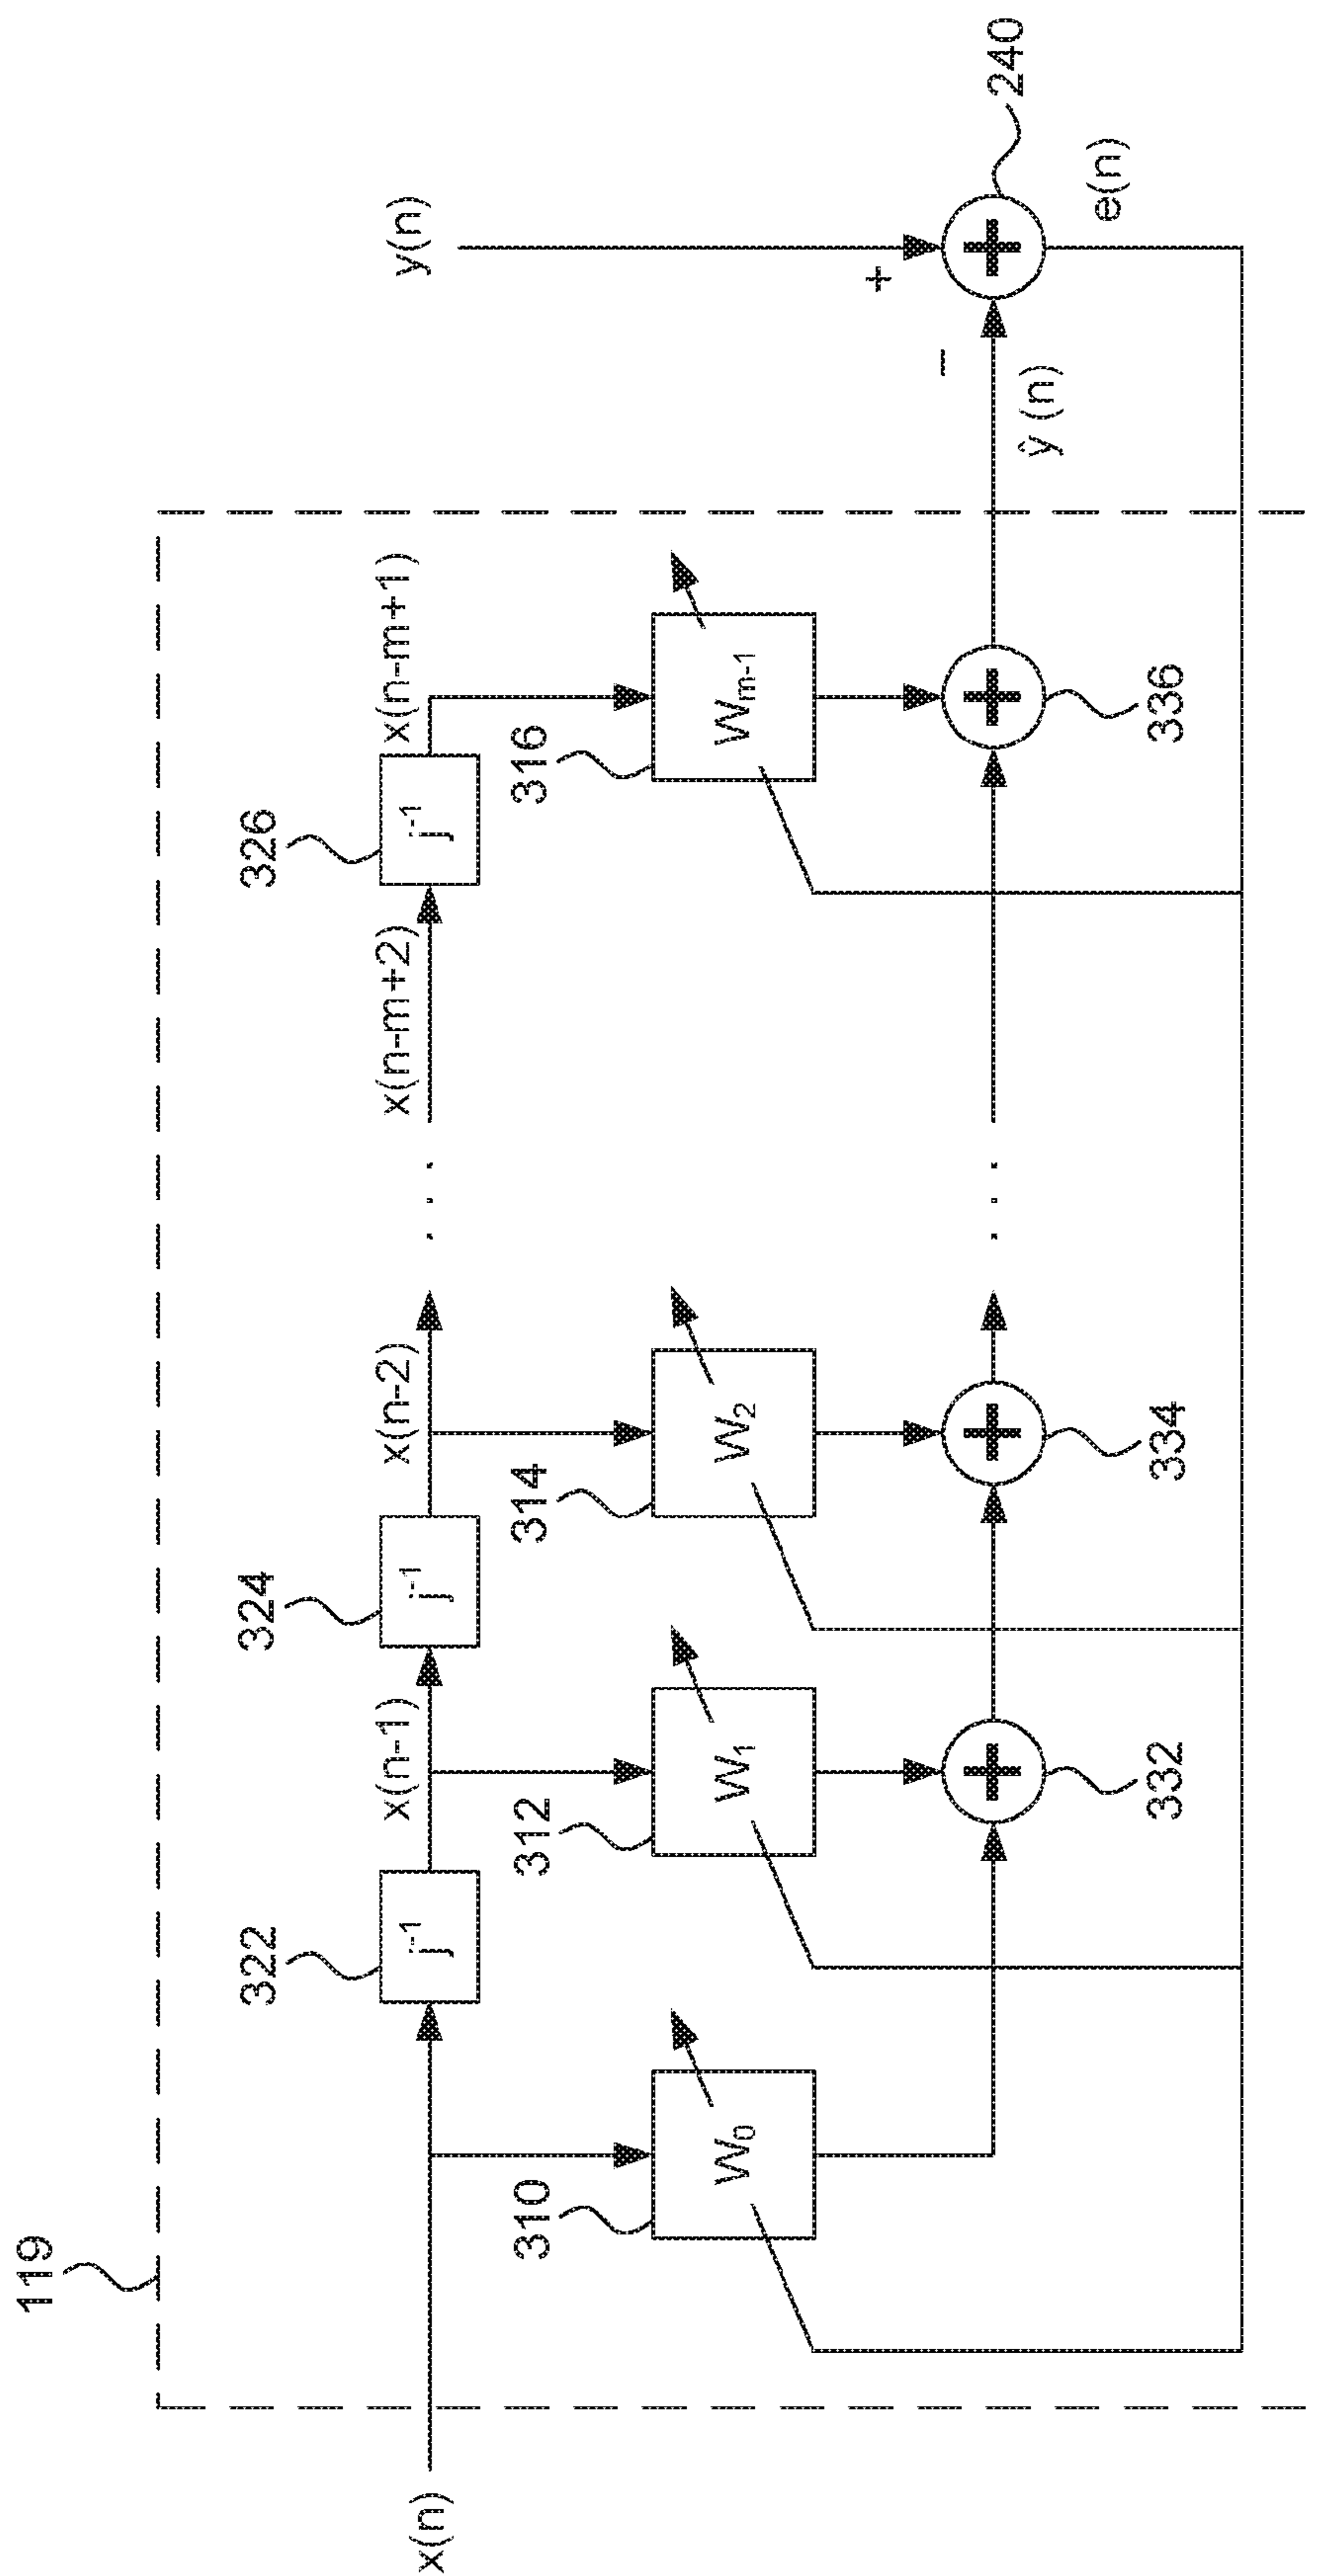 119
x(n)
322
j-1
x(n-1)
324
j-1
x(n-2)
. . .
x(n-m+2)
326
j-1
x(n-m+1)
y(n)
310
W0
312
W1
314
W2
316
Wm-1
+
−
+
240
332
+
334
+
. . .
336
+
ŷ (n)
e(n)